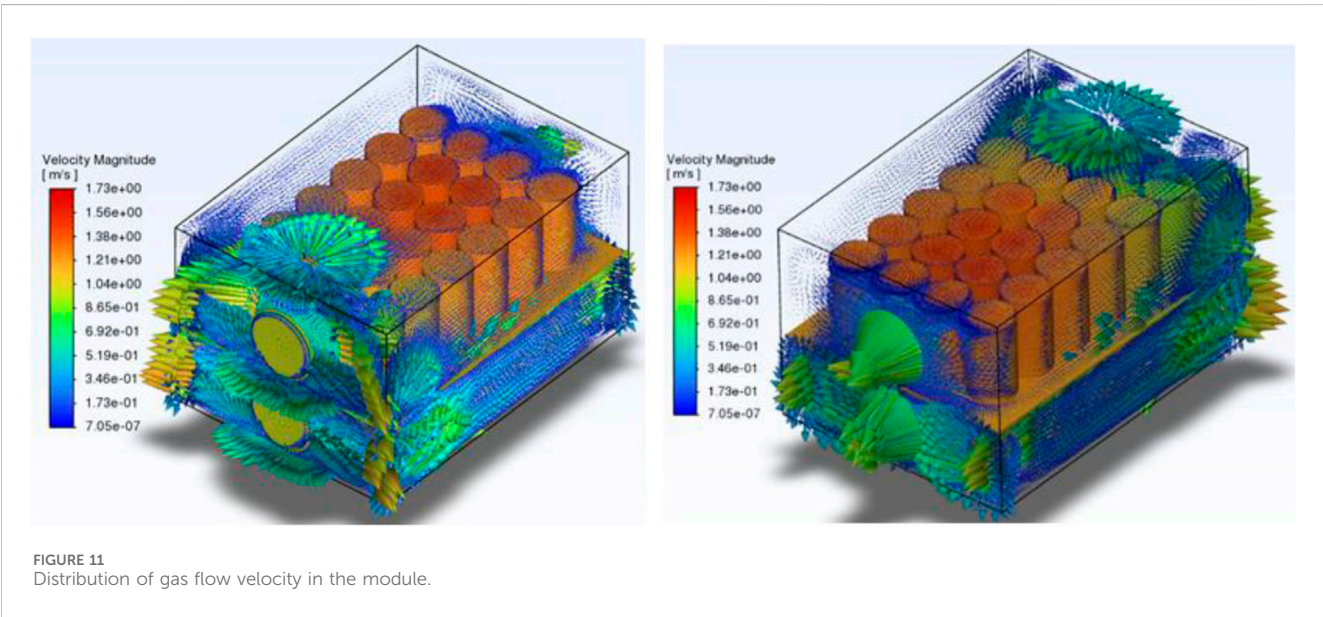 Velocity Magnitude
[ m/s ]
1.73e+00
1.56e+00
1.38e+00
1.21e+00
1.04e+00
8.65e-01
6.92e-01
5.19e-01
3.46e-01
1.73e-01
7.05e-07
Velocity Magnitude
[ m/s ]
1.73e+00
1.56e+00
1.38e+00
1.21e+00
1.04e+00
8.65e-01
6.92e-01
5.19e-01
3.46e-01
1.73e-01
7.05e-07
FIGURE 11
Distribution of gas flow velocity in the module.